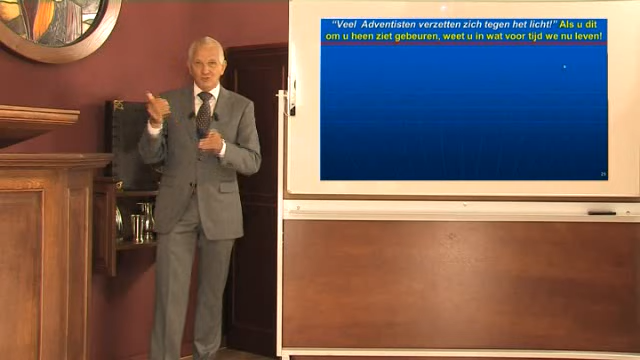 "Veel Adventisten verzetten zich tegen het licht!" Als u dit
om u heen ziet gebeuren, weet u in wat voor tijd we nu leven!